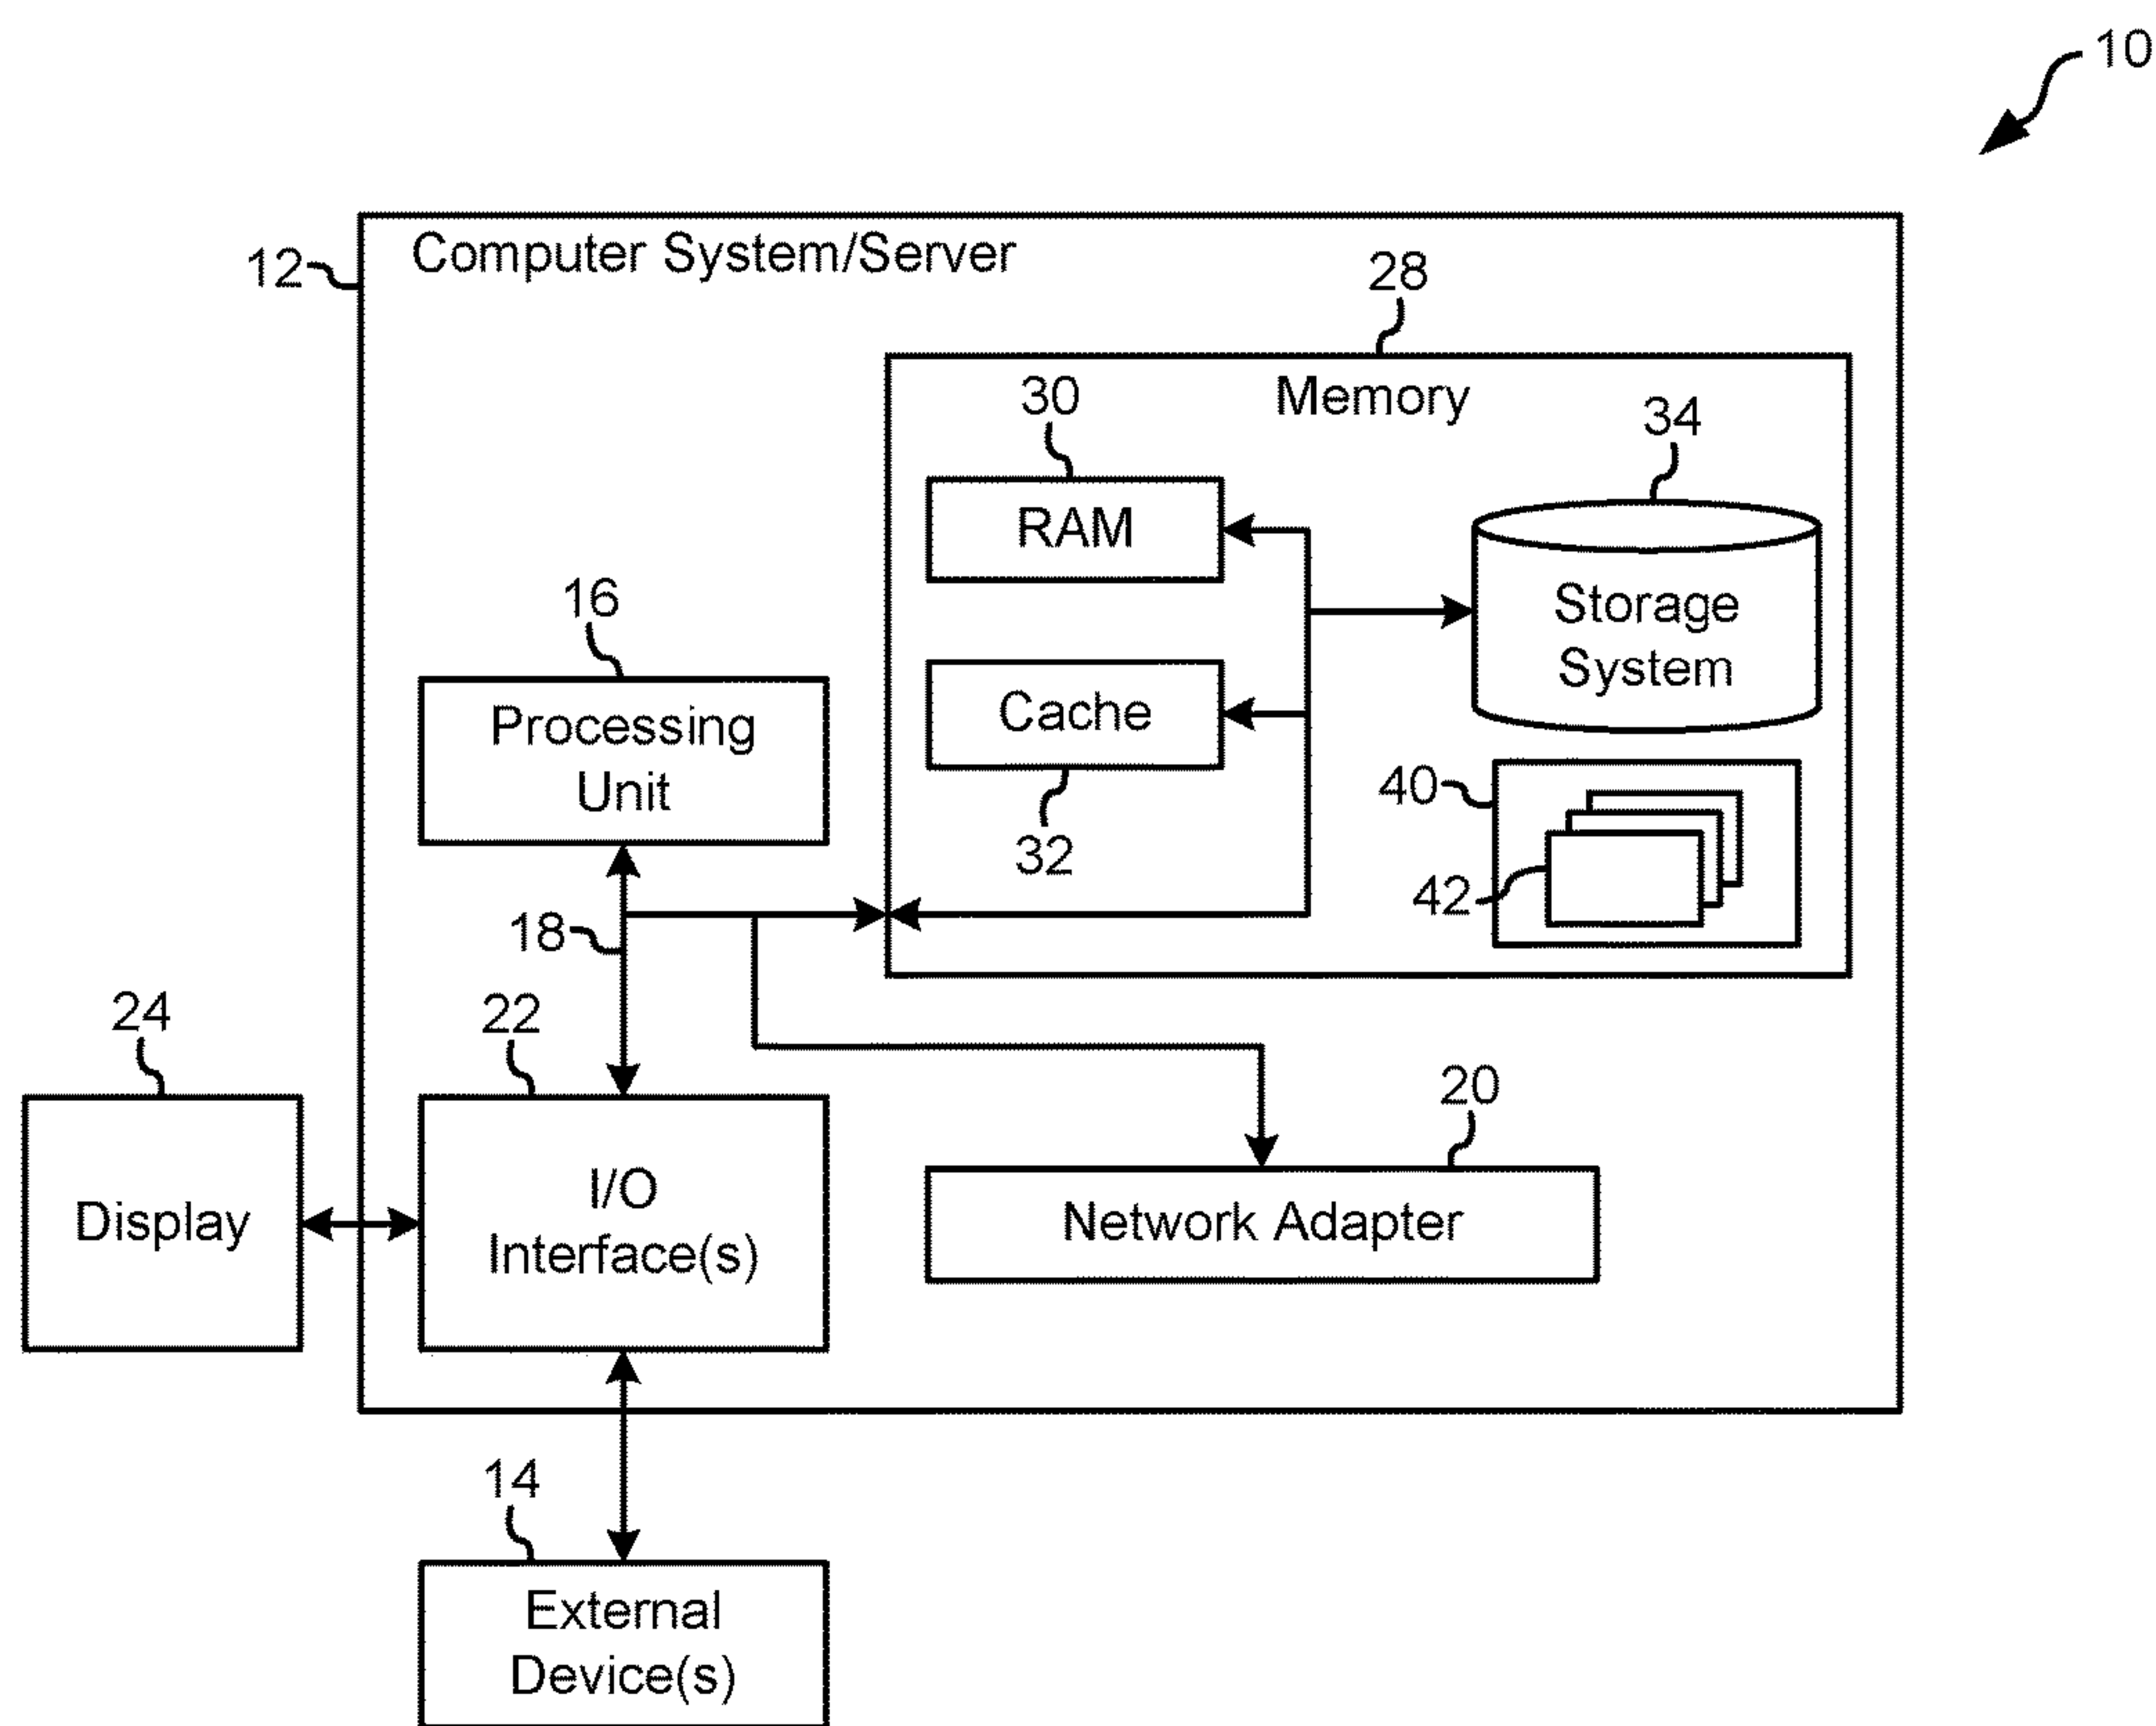 10
12
Computer System/Server
28
30
Memory
34
RAM
Storage
System
16
Processing
Unit
Cache
32
40
42
18
24
22
20
Display
I/O
Interface(s)
Network Adapter
14
External
Device(s)